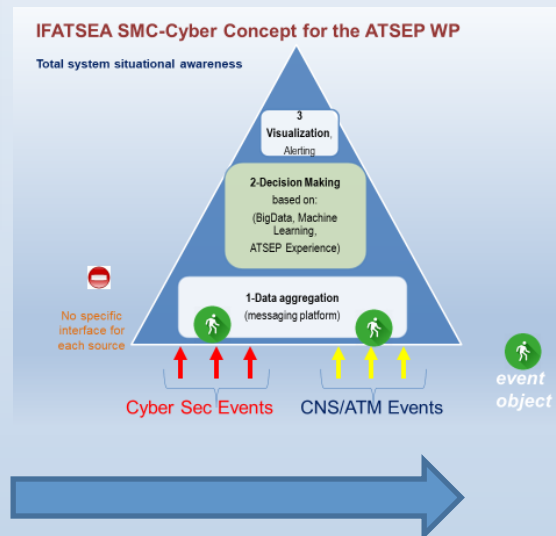 IFATSEA SMC-Cyber Concept for the ATSEP WP
Total system situational awareness
3
Visualization,
Alerting
2-Decision Making
based on:
(BigData, Machine
Learning,
ATSEP Experience)
1-Data aggregation
(messaging platform)
No specific
interface for
each source
Cyber Sec Events
CNS/ATM Events
event
object